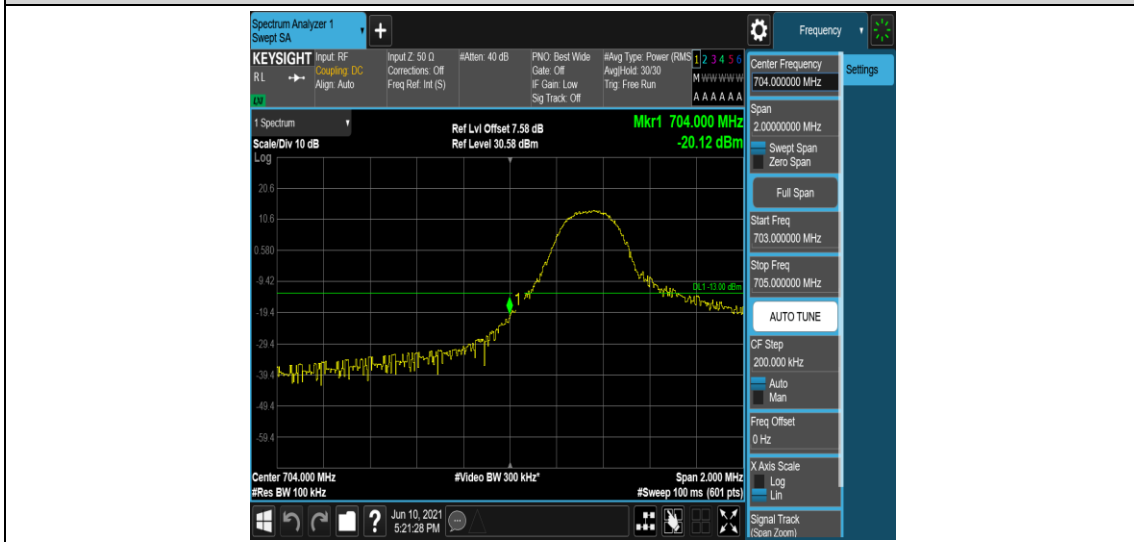 Spectrum Analyzer 1
Swept SA
+
Frequency
KEYSIGHT
RL
LXI
Input: RF
Coupling: DC
Align: Auto
Input Z: 50 Ω
Corrections: Off
Freq Ref: Int (S)
#Atten: 40 dB
PNO: Best Wide
Gate: Off
IF Gain: Low
Sig Track: Off
#Avg Type: Power (RMS
Avg|Hold: 30/30
Trig: Free Run
1 2 3 4 5 6
M W W W W W
A A A A A A
1 Spectrum
Scale/Div 10 dB
Log
Ref Lvl Offset 7.58 dB
Ref Level 30.58 dBm
Mkr1 704.000 MHz
-20.12 dBm
20.6
10.6
0.580
-9.42
-19.4
-29.4
-39.4
-49.4
-59.4
DL1 -13.00 dBm
1
Center 704.000 MHz
#Res BW 100 kHz
#Video BW 300 kHz*
Span 2.000 MHz
#Sweep 100 ms (601 pts)
Center Frequency
704.000000 MHz
Settings
Span
2.00000000 MHz
Swept Span
Zero Span
Full Span
Start Freq
703.000000 MHz
Stop Freq
705.000000 MHz
AUTO TUNE
CF Step
200.000 kHz
Auto
Man
Freq Offset
0 Hz
X Axis Scale
Log
Lin
Signal Track
(Span Zoom)
?
Jun 10, 2021
5:21:28 PM